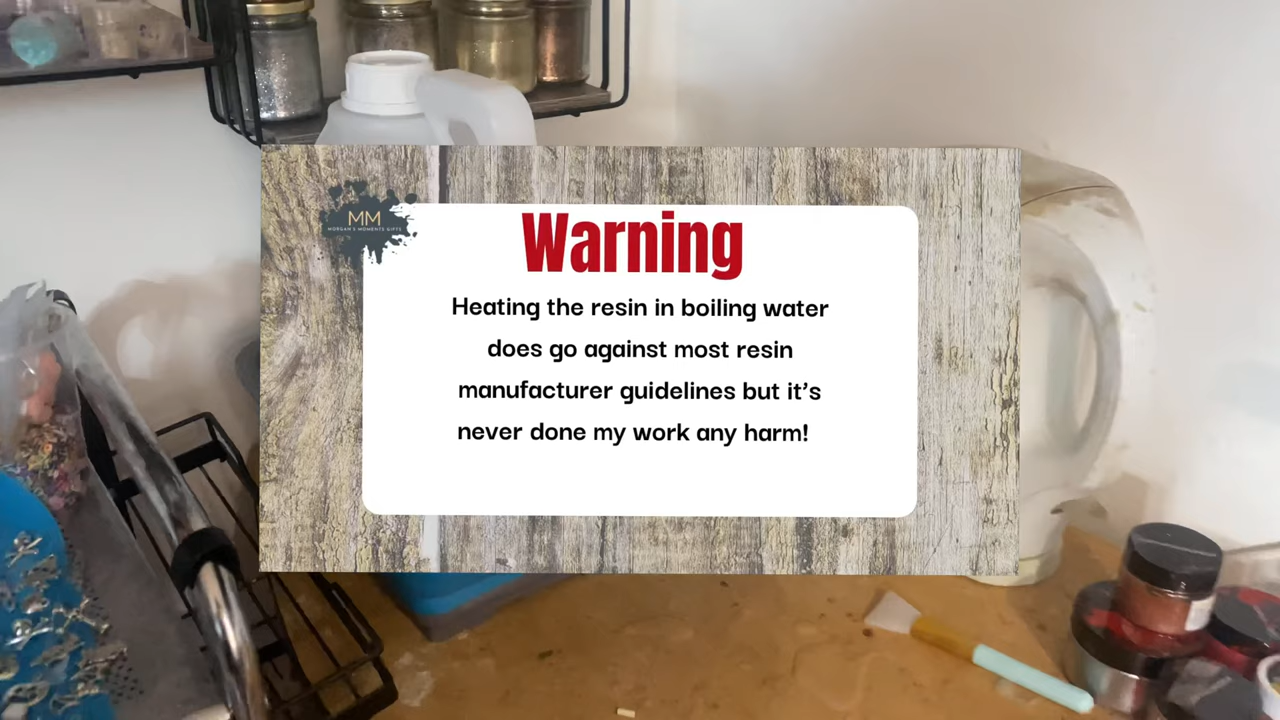 MM
MORGAN'S MOMENTS GIFTS
Warning
Heating the resin in boiling water
does go against most resin
manufacturer guidelines but it's
never done my work any harm!